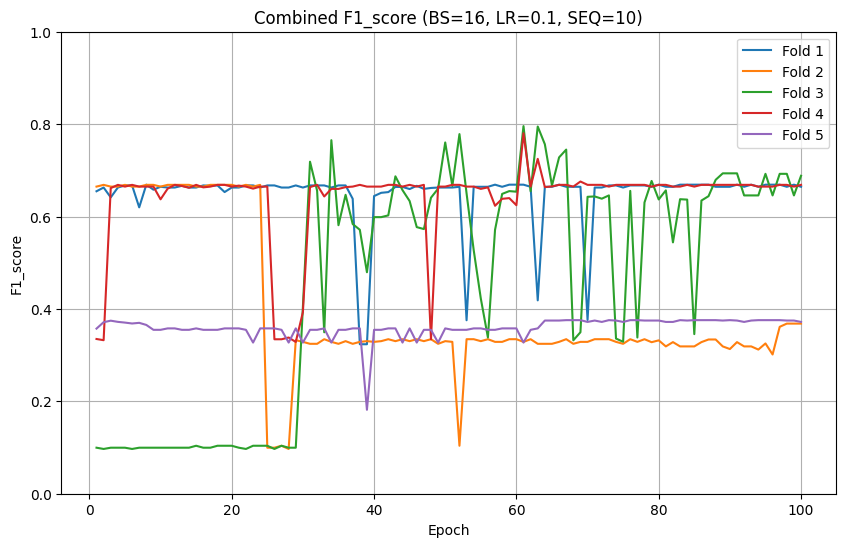 Combined F1_score (BS=16, LR=0.1, SEQ=10)
F1_score
1.0
0.8
0.6
0.4
0.2
0.0
Fold 1
Fold 2
Fold 3
Fold 4
Fold 5
0 20 40 60 80 100
Epoch